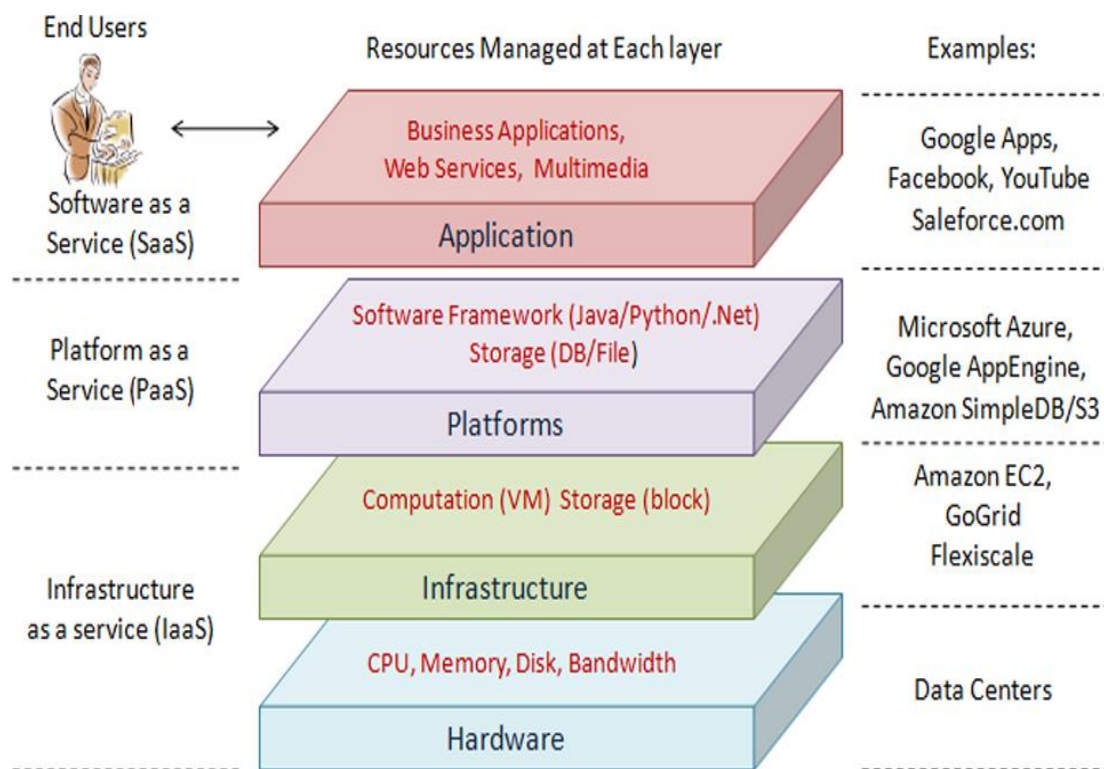 End Users
Resources Managed at Each layer
Examples:
Business Applications,
Web Services, Multimedia
Application
Software as a
Service (SaaS)
Google Apps,
Facebook, YouTube
Saleforce.com
Software Framework (Java/Python/.Net)
Storage (DB/File)
Platforms
Platform as a
Service (PaaS)
Microsoft Azure,
Google AppEngine,
Amazon SimpleDB/S3
Computation (VM) Storage (block)
Infrastructure
Amazon EC2,
GoGrid
Flexiscale
Infrastructure
as a service (IaaS)
CPU, Memory, Disk, Bandwidth
Hardware
Data Centers